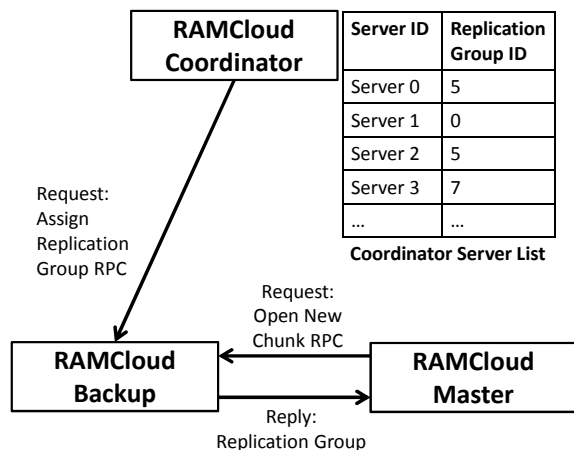 RAMCloud
Coordinator
Server ID Replication
Group ID
Server 0 5
Server 1 0
Server 2 5
Server 3 7
... ...
Coordinator Server List
Request:
Assign
Replication
Group RPC
Request:
Open New
Chunk RPC
RAMCloud
Backup
RAMCloud
Master
Reply:
Replication Group